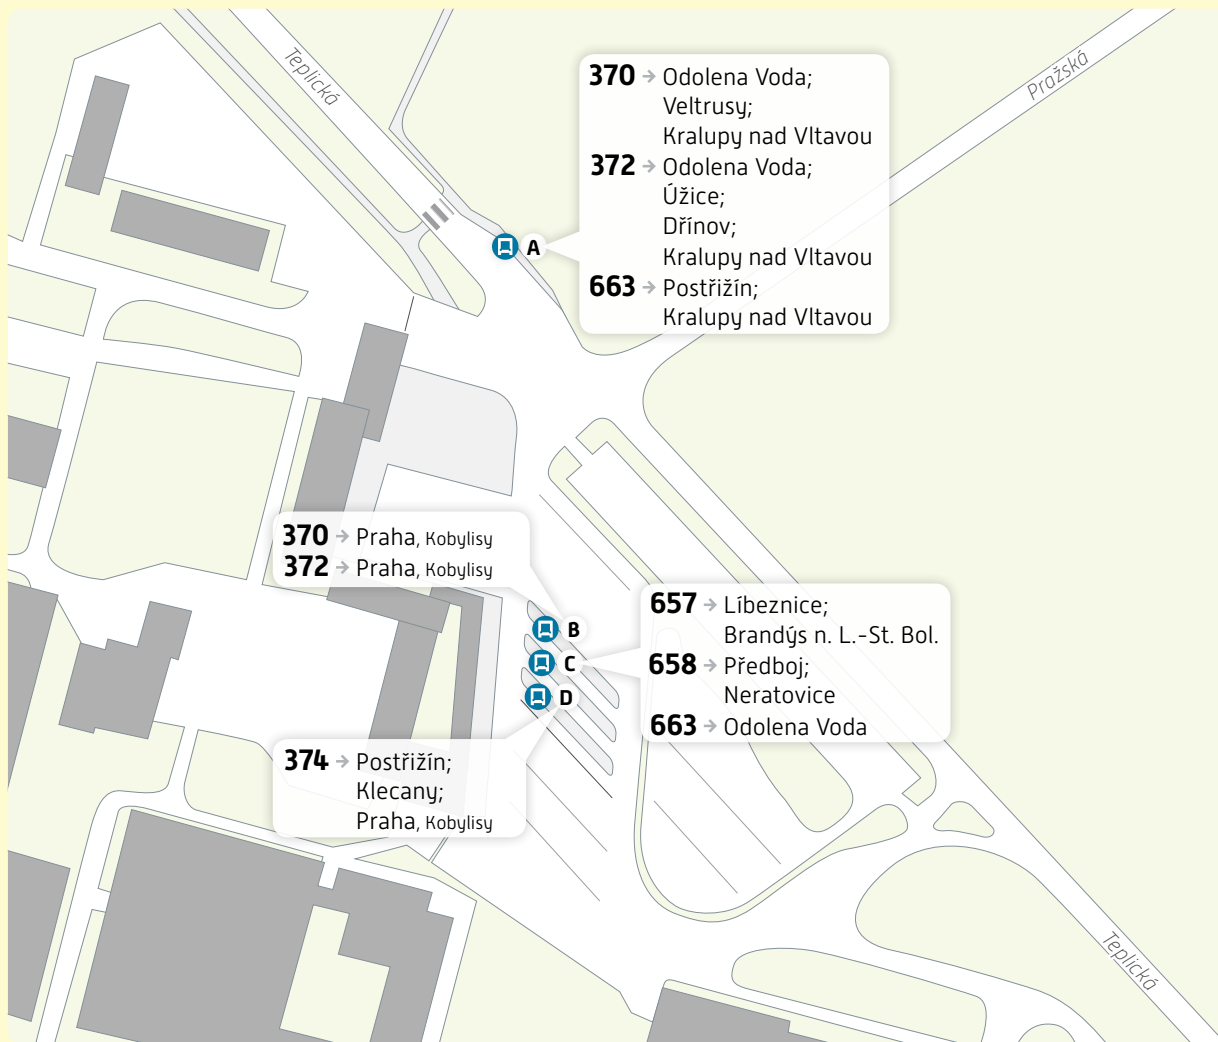 Teplická
Pražská
370 → Odolena Voda;
Veltrusy;
Kralupy nad Vltavou
372 → Odolena Voda;
Úžice;
Dřínov;
Kralupy nad Vltavou
663 → Postřižín;
Kralupy nad Vltavou
A
370 → Praha, Kobylisy
372 → Praha, Kobylisy
B
657 → Líbeznice;
Brandýs n. L.-St. Bol.
658 → Předboj;
Neratovice
663 → Odolena Voda
C
D
374 → Postřižín;
Klecany;
Praha, Kobylisy
Teplická